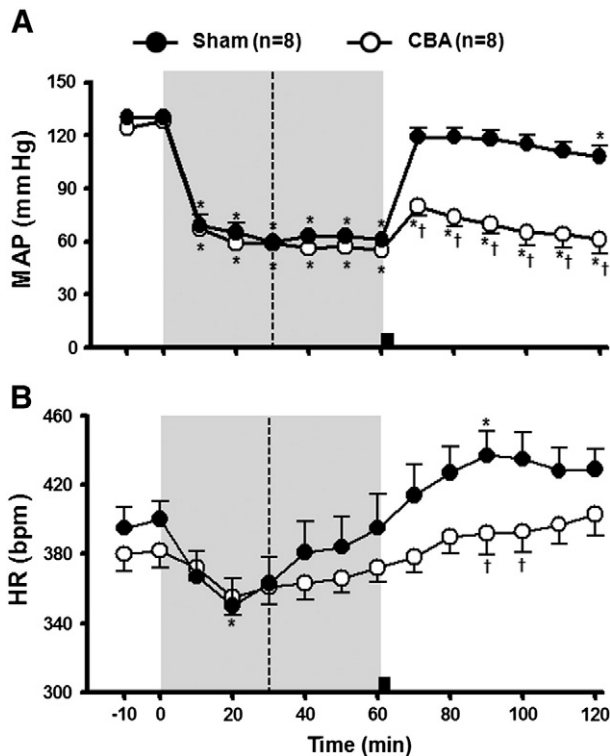 A
Sham (n=8) CBA (n=8)
MAP (mmHg)
150
120
90
60
30
0
* * * * * * *
* * * * * *
*† *† *† *† *† *†
B
HR (bpm)
460
420
380
340
300
*
*
† †
-10 0 20 40 60 80 100 120
Time (min)